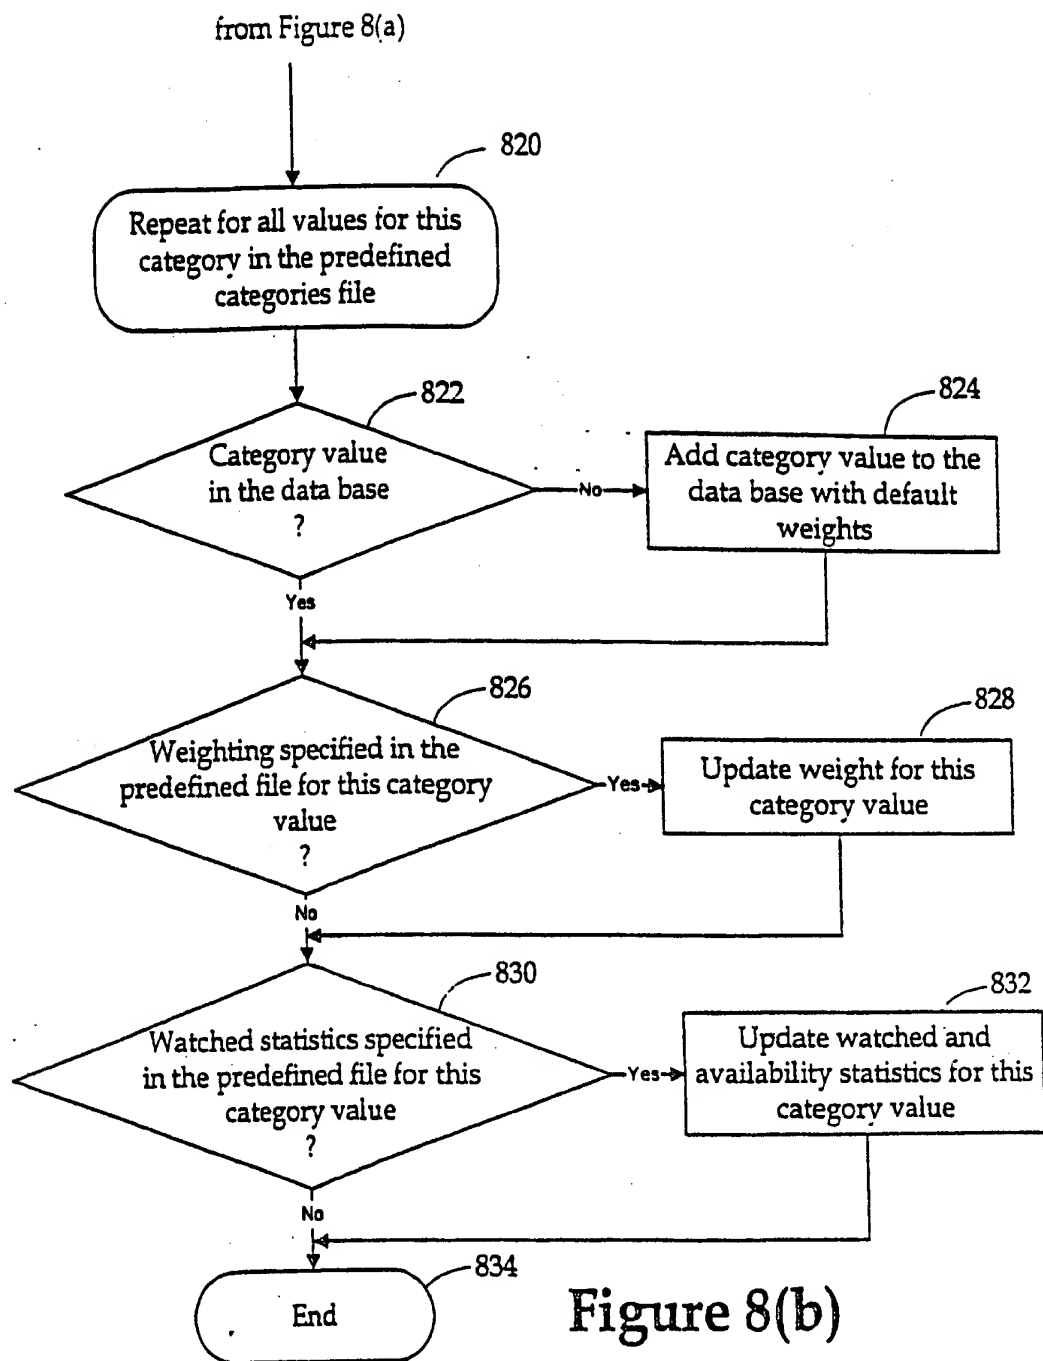 from Figure 8(a)
820
Repeat for all values for this
category in the predefined
categories file
822
Category value
in the data base
?
No
824
Add category value to the
data base with default
weights
Yes
826
Weighting specified in the
predefined file for this category
value
?
Yes
828
Update weight for this
category value
No
830
Watched statistics specified
in the predefined file for this
category value
?
Yes
832
Update watched and
availability statistics for this
category value
No
834
End
Figure 8(b)